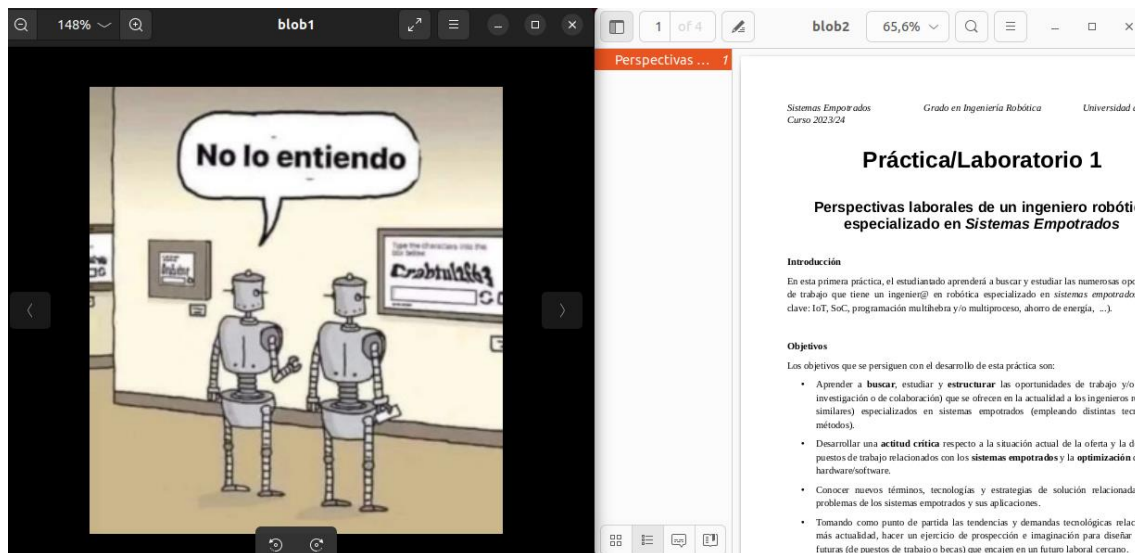 148%
blob1
No lo entiendo
Type the characters into the
box below
Crabtul2f63
1 of 4
blob2
65,6%
Perspectivas ... 1
Sistemas Empotrados Grado en Ingeniería Robótica Universidad
Curso 2023/24
Práctica/Laboratorio 1
Perspectivas laborales de un ingeniero robóti
especializado en Sistemas Empotrados
Introducción
En esta primera práctica, el estudiantado aprenderá a buscar y estudiar las numerosas opo
de trabajo que tiene un ingenier@ en robótica especializado en sistemas empotrados
clave: IoT, SoC, programación multihebra y/o multiproceso, ahorro de energía, ...).
Objetivos
Los objetivos que se persiguen con el desarrollo de esta práctica son:
• Aprender a buscar, estudiar y estructurar las oportunidades de trabajo y/o
investigación o de colaboración) que se ofrecen en la actualidad a los ingenieros r
similares) especializados en sistemas empotrados (empleando distintas tec
métodos).
• Desarrollar una actitud crítica respecto a la situación actual de la oferta y la d
puestos de trabajo relacionados con los sistemas empotrados y la optimización
hardware/software.
• Conocer nuevos términos, tecnologías y estrategias de solución relacionada
problemas de los sistemas empotrados y sus aplicaciones.
• Tomando como punto de partida las tendencias y demandas tecnológicas relac
más actualidad, hacer un ejercicio de prospección e imaginación para diseñar
futuras (de puestos de trabajo o becas) que encajen en un futuro laboral cercano.